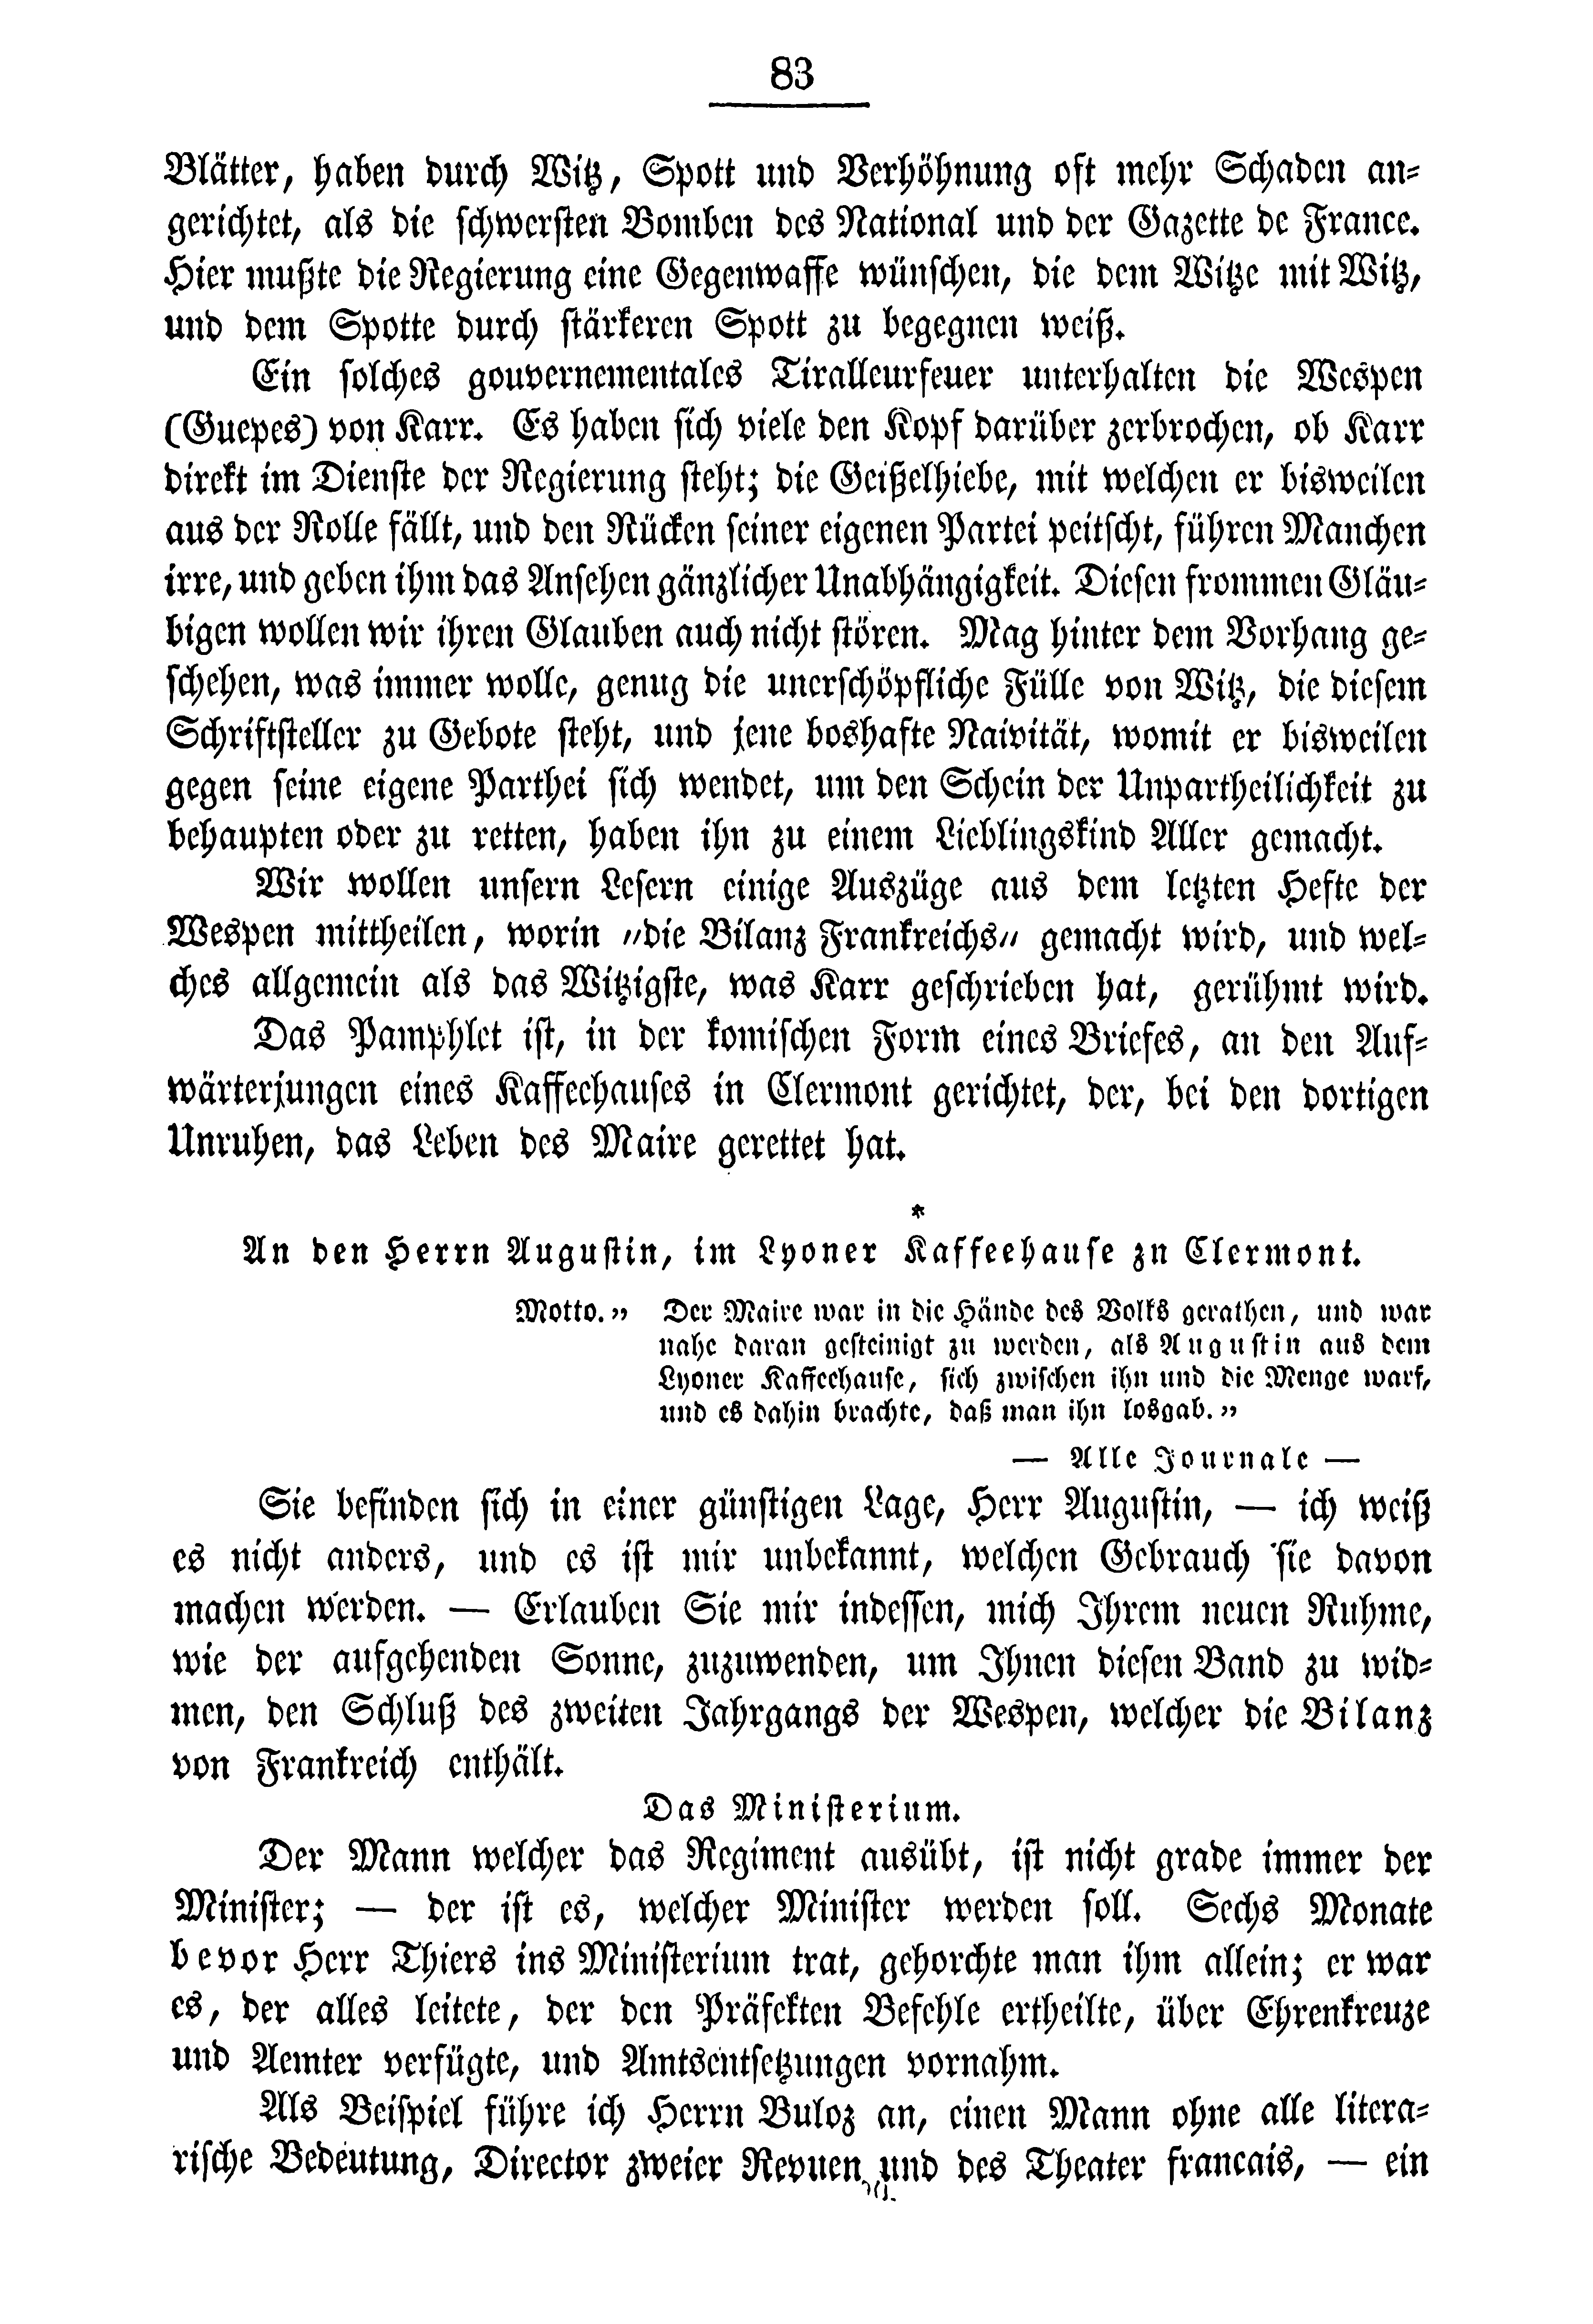 83
Blätter, haben durch Witz, Spott und Verhöhnung oft mehr Schaden an-
gerichtet, als die schwersten Bomben des National und der Gazette de France.
Hier mußte die Regierung eine Gegenwaffe wünschen, die dem Witze mit Witz,
und dem Spotte durch stärkeren Spott zu begegnen weiß.
Ein solches gouvernementales Tiralleurfeuer unterhalten die Wespen
(Guepes) von Karr. Es haben sich viele den Kopf darüber zerbrochen, ob Karr
direkt im Dienste der Regierung steht; die Geißelhiebe, mit welchen er bisweilen
aus der Rolle fällt, und den Rücken seiner eigenen Partei peitscht, führen Manchen
irre, und geben ihm das Ansehen gänzlicher Unabhängigkeit. Diesen frommen Gläu-
bigen wollen wir ihren Glauben auch nicht stören. Mag hinter dem Vorhang ge-
schehen, was immer wolle, genug die unerschöpfliche Fülle von Witz, die diesem
Schriftsteller zu Gebote steht, und jene boshafte Naivität, womit er bisweilen
gegen seine eigene Parthei sich wendet, um den Schein der Unpartheilichkeit zu
behaupten oder zu retten, haben ihn zu einem Lieblingskind Aller gemacht.
Wir wollen unsern Lesern einige Auszüge aus dem letzten Hefte der
Wespen mittheilen, worin „die Bilanz Frankreichs„ gemacht wird, und wel-
ches allgemein als das Witzigste, was Karr geschrieben hat, gerühmt wird.
Das Pamphlet ist, in der komischen Form eines Briefes, an den Auf-
wärterjungen eines Kaffeehauses in Clermont gerichtet, der, bei den dortigen
Unruhen, das Leben des Maire gerettet hat.
*
An den Herrn Augustin, im Lyoner Kaffeehause zu Clermont.
Motto.” Der Maire war in die Hände des Volks gerathen, und war
nahe daran gesteinigt zu werden, als Augustin aus dem
Lyoner Kaffeehause, sich zwischen ihn und die Menge warf,
und es dahin brachte, daß man ihn losgab.”
— Alle Journale —
Sie befinden sich in einer günstigen Lage, Herr Augustin, — ich weiß
es nicht anders, und es ist mir unbekannt, welchen Gebrauch sie davon
machen werden. — Erlauben Sie mir indessen, mich Ihrem neuen Ruhme,
wie der aufgehenden Sonne, zuzuwenden, um Ihnen diesen Band zu wid-
men, den Schluß des zweiten Jahrgangs der Wespen, welcher die Bilanz
von Frankreich enthält.
Das Ministerium.
Der Mann welcher das Regiment ausübt, ist nicht grade immer der
Minister; — der ist es, welcher Minister werden soll. Sechs Monate
bevor Herr Thiers ins Ministerium trat, gehorchte man ihm allein; er war
es, der alles leitete, der den Präfekten Befehle ertheilte, über Ehrenkreuze
und Aemter verfügte, und Amtsentsetzungen vornahm.
Als Beispiel führe ich Herrn Buloz an, einen Mann ohne alle litera-
rische Bedeutung, Director zweier Revuen und des Theater francais, — ein